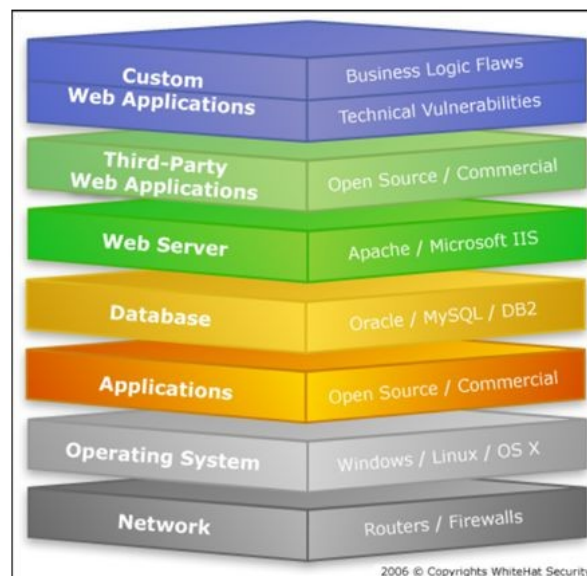 Custom
Web Applications
Business Logic Flaws
Technical Vulnerabilities
Third-Party
Web Applications
Open Source / Commercial
Web Server
Apache / Microsoft IIS
Database
Oracle / MySQL / DB2
Applications
Open Source / Commercial
Operating System
Windows / Linux / OS X
Network
Routers / Firewalls
2006 © Copyrights WhiteHat Security